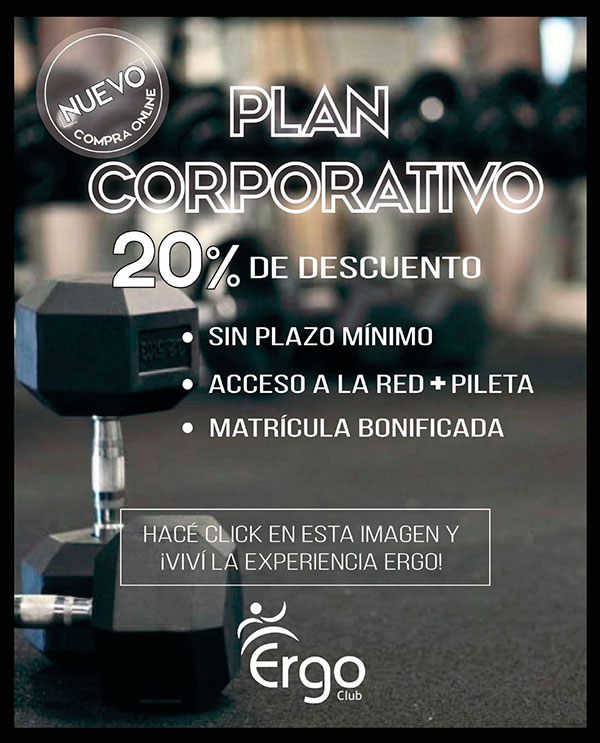 NUEVO
COMPRA ONLINE
PLAN
CORPORATIVO
20% DE DESCUENTO
• SIN PLAZO MÍNIMO
• ACCESO A LA RED + PILETA
• MATRÍCULA BONIFICADA
HACÉ CLICK EN ESTA IMAGEN Y
¡VIVÍ LA EXPERIENCIA ERGO!
Ergo
Club